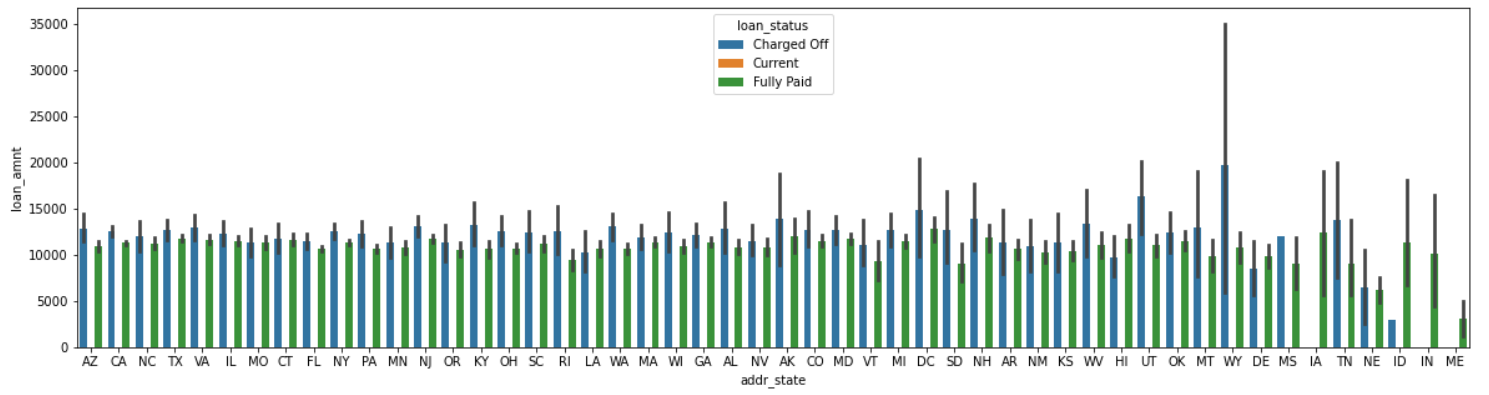 loan_status
Charged Off
Current
Fully Paid
35000
30000
25000
20000
15000
10000
5000
0
loan_amnt
AZ CA NC TX VA IL MO CT FL NY PA MN NJ OR KY OH SC RI LA WA MA WI GA AL NV AK CO MD VT MI DC SD NH AR NM KS WV HI UT OK MT WY DE MS IA TN NE ID IN ME
addr_state